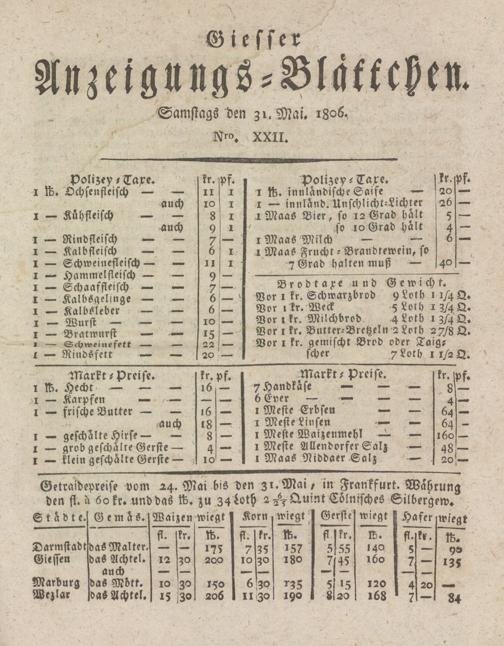 Giesser
Anzeigungs-Blättchen.
Samstags den 31. Mai. 1806.
Nro. XXII.
Polizey-Taxe. kr. pf.
1 ℔. Ochsenfleisch — — 11 1
auch 10 1
1 — Kühfleisch — — 8 1
auch 9 1
1 — Rindfleisch — — 7 —
1 — Kalbfleisch — — 6 1
1 — Schweinefleisch — — 11 1
1 — Hammelfleisch — — 9 —
1 — Schaaffleisch — — 7 —
1 — Kalbsgelinge — — 6 —
1 — Kalbsleber — — 6 —
1 — Wurst — — 10 —
1 — Bratwurst — — 15 —
1 — Schweinefett — — 22 —
1 — Rindsfett — — 20 —
Polizey-Taxe. kr. pf.
1 ℔. innländische Saife — 20 —
1 — innländ. Unschlicht-Lichter 26 —
1 Maas Bier, so 12 Grad hält 5 —
so 10 Grad hält 4 —
1 Maas Milch — — 6 —
1 Maas Frucht-Brandtewein, so
7 Grad halten muß — 40 —
Brodtaxe und Gewicht.
Vor 1 kr. Schwarzbrod 9 Loth 1 1/4 Q.
Vor 1 kr. Weck 5 Loth 1 3/4 Q.
Vor 1 kr. Milchbrod 4 Loth 1 3/4 Q.
Vor 1 kr. Butter-Bretzeln 2 Loth 2 7/8 Q.
Vor 1 kr. gemischt Brod oder Taig-
scher 7 Loth 1 1/2 Q.
Markt-Preise. kr. pf.
1 ℔. Hecht — — — 16 —
1 — Karpfen — — — —
1 — frische Butter — — 16 —
auch 18 —
1 — geschälte Hirse — — 8 —
1 — grob geschälte Gerste — 4 —
1 — klein geschälte Gerste — 10 —
Markt-Preise. kr. pf.
7 Handkäse — — — 8 —
6 Eyer — — — 4 —
1 Meste Erbsen — — 64 —
1 Meste Linsen — — 64 —
1 Meste Waizenmehl — — 160 —
1 Meste Allendorfer Salz — 48 —
1 Maas Niddaer Salz — 20 —
Getraidepreise vom 24. Mai bis den 31. Mai, in Frankfurt. Währung
den fl. à 60 kr. und das ℔. zu 34 Loth 2 Quint Cölnisches Silbergew.
Städte. Gemäs. Waizen wiegt Korn wiegt Gerste wiegt Hafer wiegt
fl. kr. ℔. fl. kr. ℔. fl. kr. ℔. fl. kr. ℔.
Darmstadt das Malter. — — 175 7 35 157 5 55 140 5 — 90
Giessen das Achtel. 12 30 200 10 30 180 7 45 160 7 — 135
auch — — — — — — — —
Marburg das Mött. 10 30 150 6 30 135 5 15 120 4 20 —
Wezlar das Achtel. 15 30 206 11 30 190 8 20 168 7 — 84